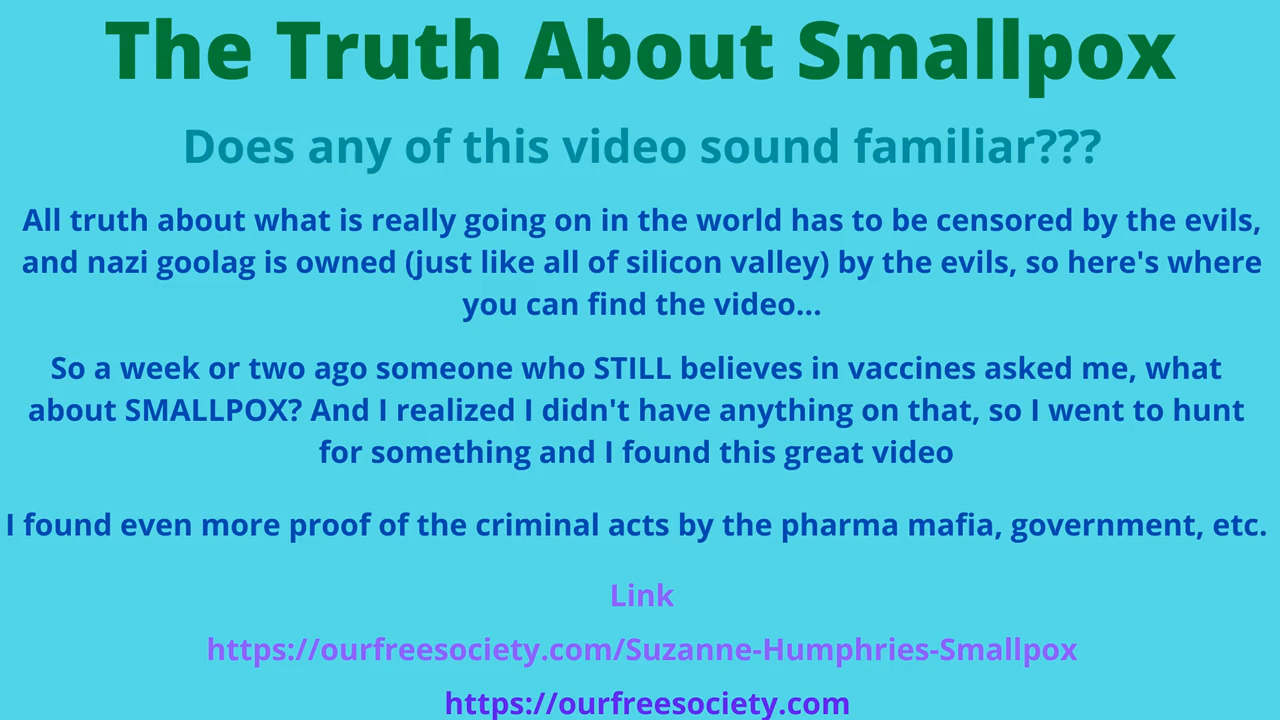 The Truth About Smallpox
Does any of this video sound familiar???
All truth about what is really going on in the world has to be censored by the evils,
and nazi goolag is owned (just like all of silicon valley) by the evils, so here's where
you can find the video...
So a week or two ago someone who STILL believes in vaccines asked me, what
about SMALLPOX? And I realized I didn't have anything on that, so I went to hunt
for something and I found this great video
I found even more proof of the criminal acts by the pharma mafia, government, etc.
Link
https://ourfreesociety.com/Suzanne-Humphries-Smallpox
https://ourfreesociety.com